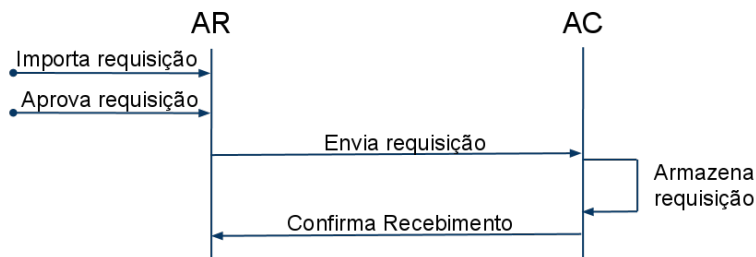 AR
AC
Importa requisição
Aprova requisição
Envia requisição
Armazena
requisição
Confirma Recebimento